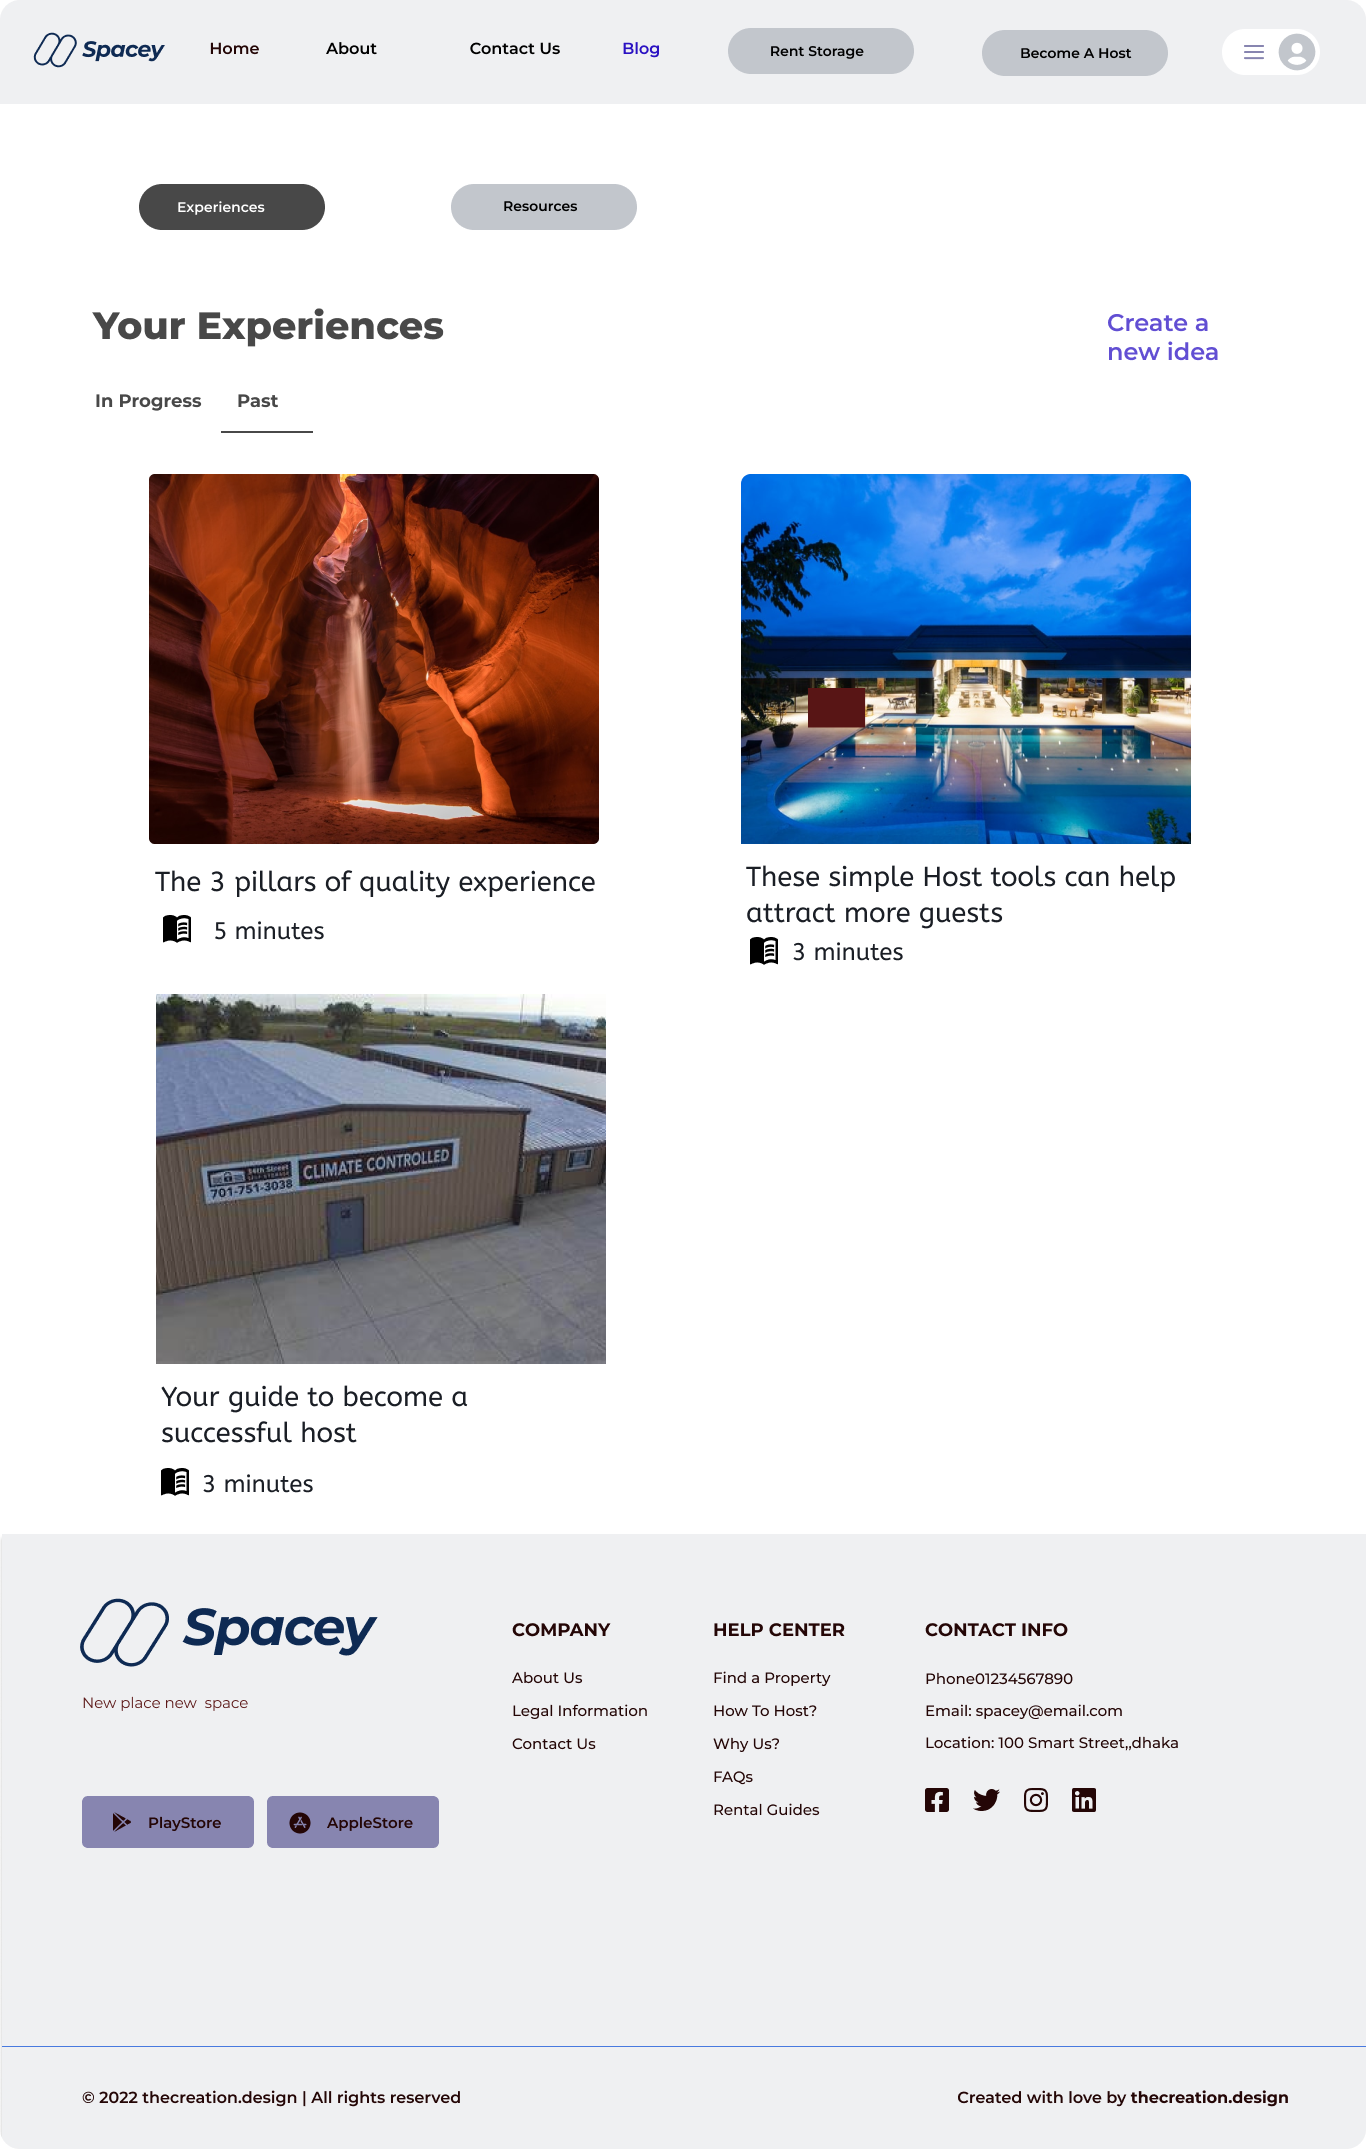 Spacey
Home
About
Contact Us
Blog
Rent Storage
Become A Host
Experiences
Resources
Your Experiences
Create a
new idea
In Progress
Past
The 3 pillars of quality experience
5 minutes
These simple Host tools can help
attract more guests
3 minutes
34th Street
CLIMATE CONTROLLED
701-751-3038
Your guide to become a
successful host
3 minutes
Spacey
New place new  space
PlayStore
AppleStore
COMPANY
About Us
Legal Information
Contact Us
HELP CENTER
Find a Property
How To Host?
Why Us?
FAQs
Rental Guides
CONTACT INFO
Phone01234567890
Email: spacey@email.com
Location: 100 Smart Street,,dhaka
© 2022 thecreation.design | All rights reserved
Created with love by thecreation.design